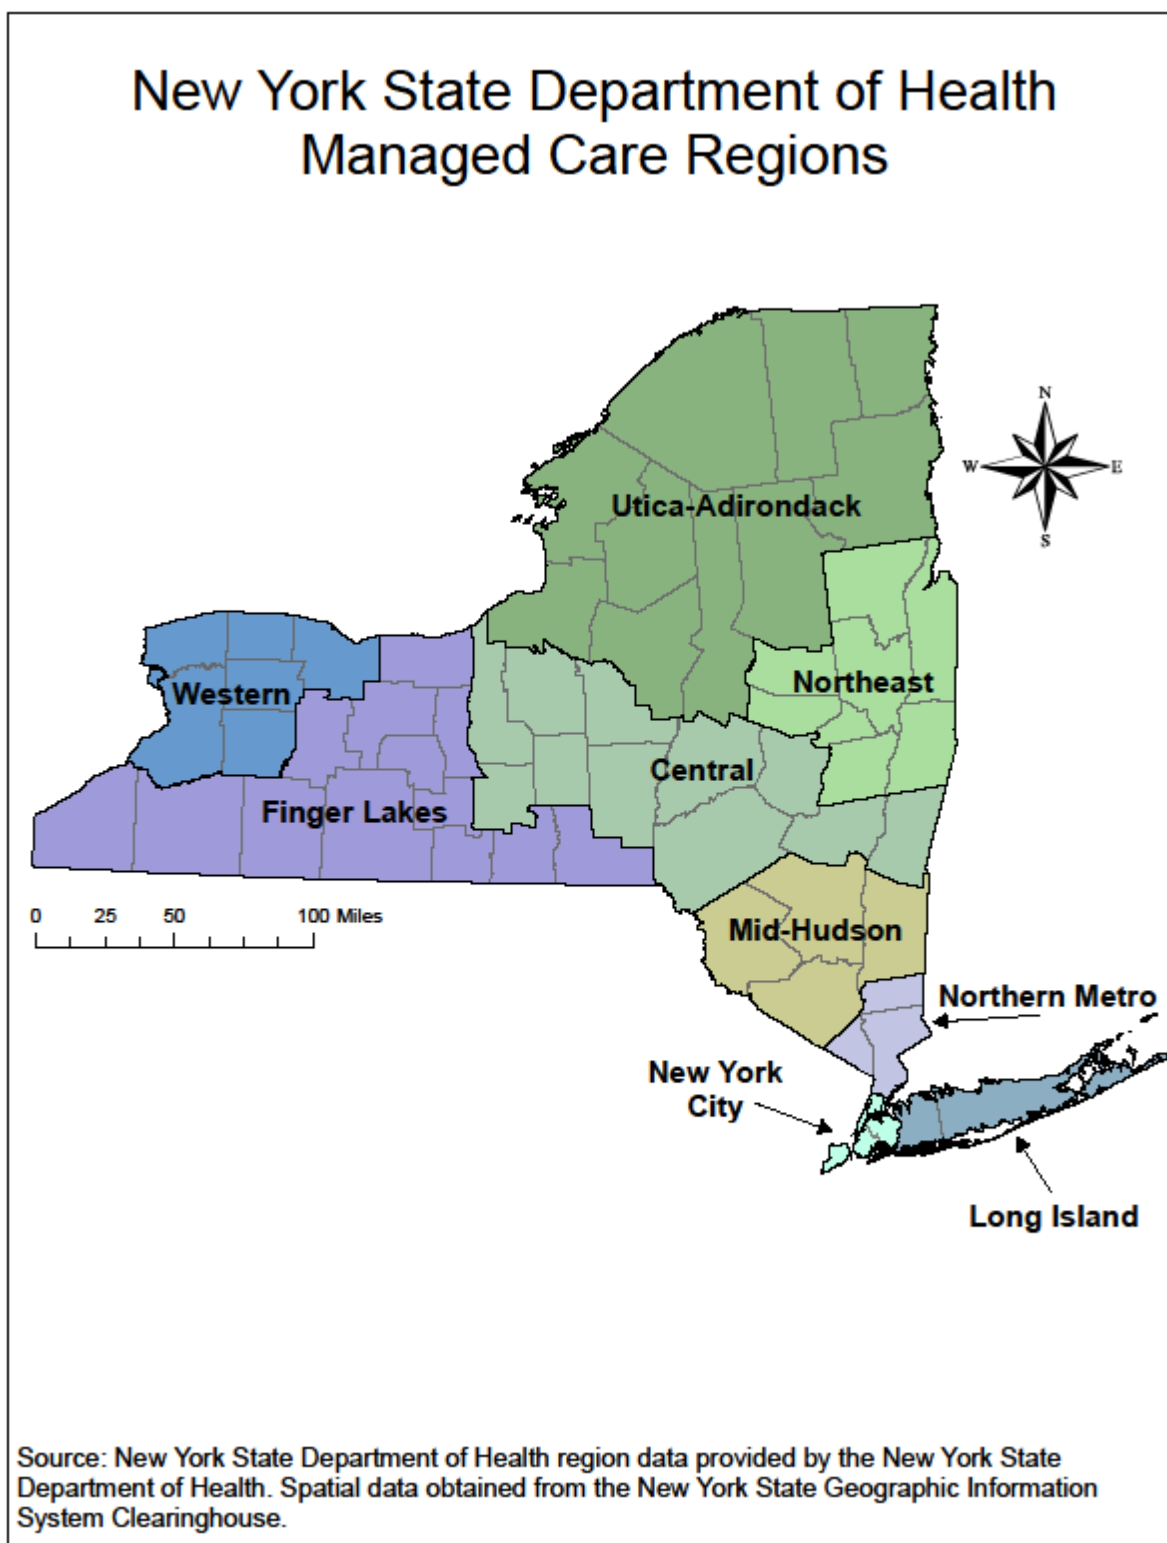 New York State Department of Health
Managed Care Regions
N
W
E
S
Utica-Adirondack
Northeast
Western
Central
Finger Lakes
0 25 50 100 Miles
Mid-Hudson
Northern Metro
New York
City
Long Island
Source: New York State Department of Health region data provided by the New York State
Department of Health. Spatial data obtained from the New York State Geographic Information
System Clearinghouse.